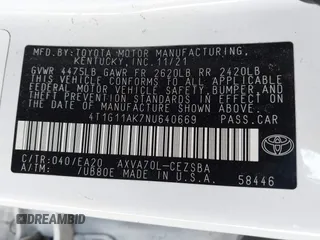 MFD.BY:TOYOTA MOTOR MANUFACTURING,
KENTUCKY, INC. 11/21
GVWR 4475LB GAWR FR 2620LB RR 2420LB
THIS VEHICLE CONFORMS TO ALL APPLICABLE
FEDERAL MOTOR VEHICLE SAFETY, BUMPER, AND
THEFT PREVENTION STANDARDS IN EFFECT ON
THE DATE OF MANUFACTURE SHOWN ABOVE.
4T1G11AK7NU640669 PASS.CAR
C/TR:040/EA20 AXVA70L-CEZSBA
A/TM: /UB80E
TOYOTA
58446
© DREAMBID